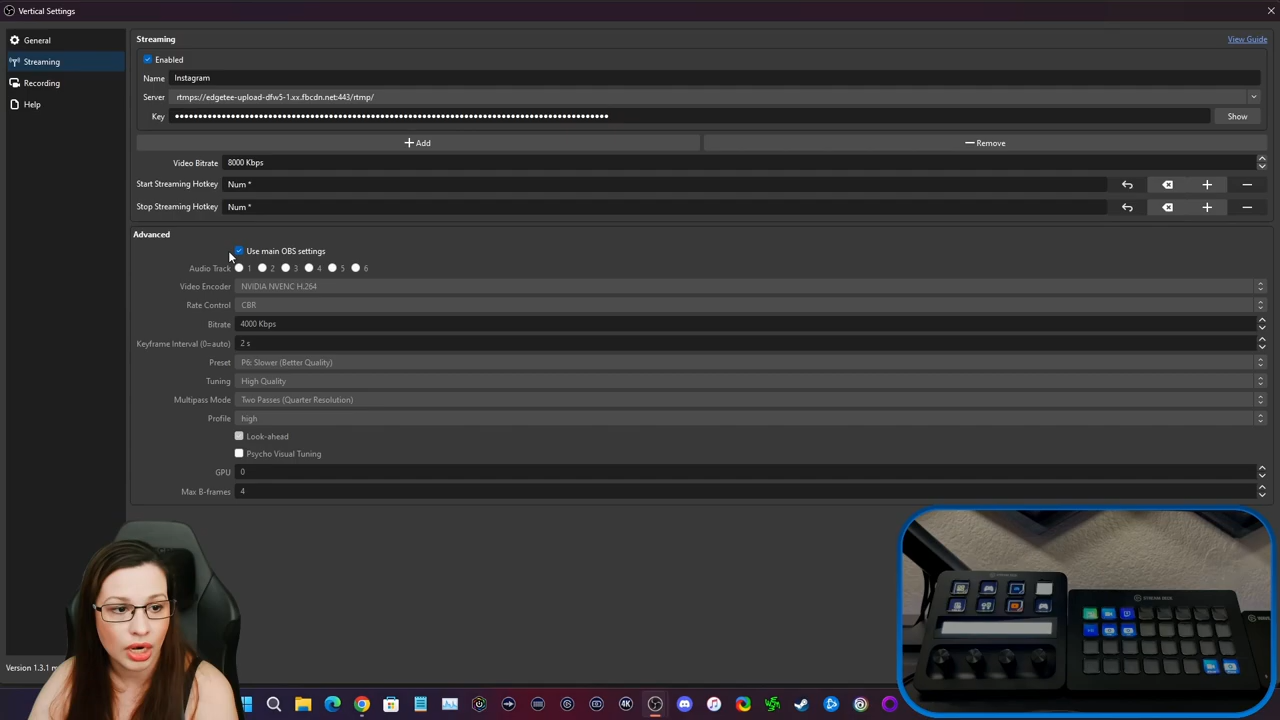 Vertical Settings
General
Streaming
Recording
Help
Streaming
View Guide
Enabled
Name Instagram
Server rtmps://edgetee-upload-dfw5-1.xx.fbcdn.net:443/rtmp/
Key
Show
+ Add
— Remove
Video Bitrate 8000 Kbps
Start Streaming Hotkey Num *
Stop Streaming Hotkey Num *
Advanced
Use main OBS settings
Audio Track 1 2 3 4 5 6
Video Encoder NVIDIA NVENC H.264
Rate Control CBR
Bitrate 4000 Kbps
Keyframe Interval (0=auto) 2 s
Preset P6: Slower (Better Quality)
Tuning High Quality
Multipass Mode Two Passes (Quarter Resolution)
Profile high
Look-ahead
Psycho Visual Tuning
GPU 0
Max B-frames 4
STREAM DECK
Version 1.3.1
4K